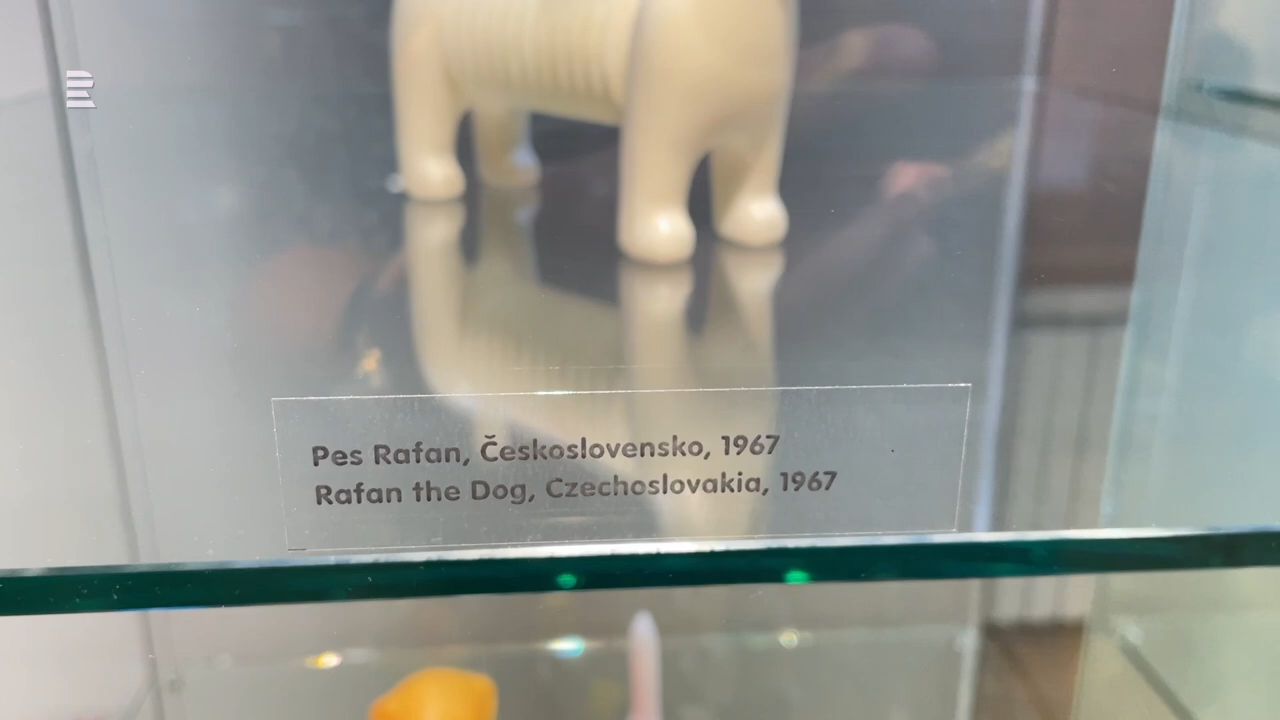 Pes Rafan, Československo, 1967
Rafan the Dog, Czechoslovakia, 1967